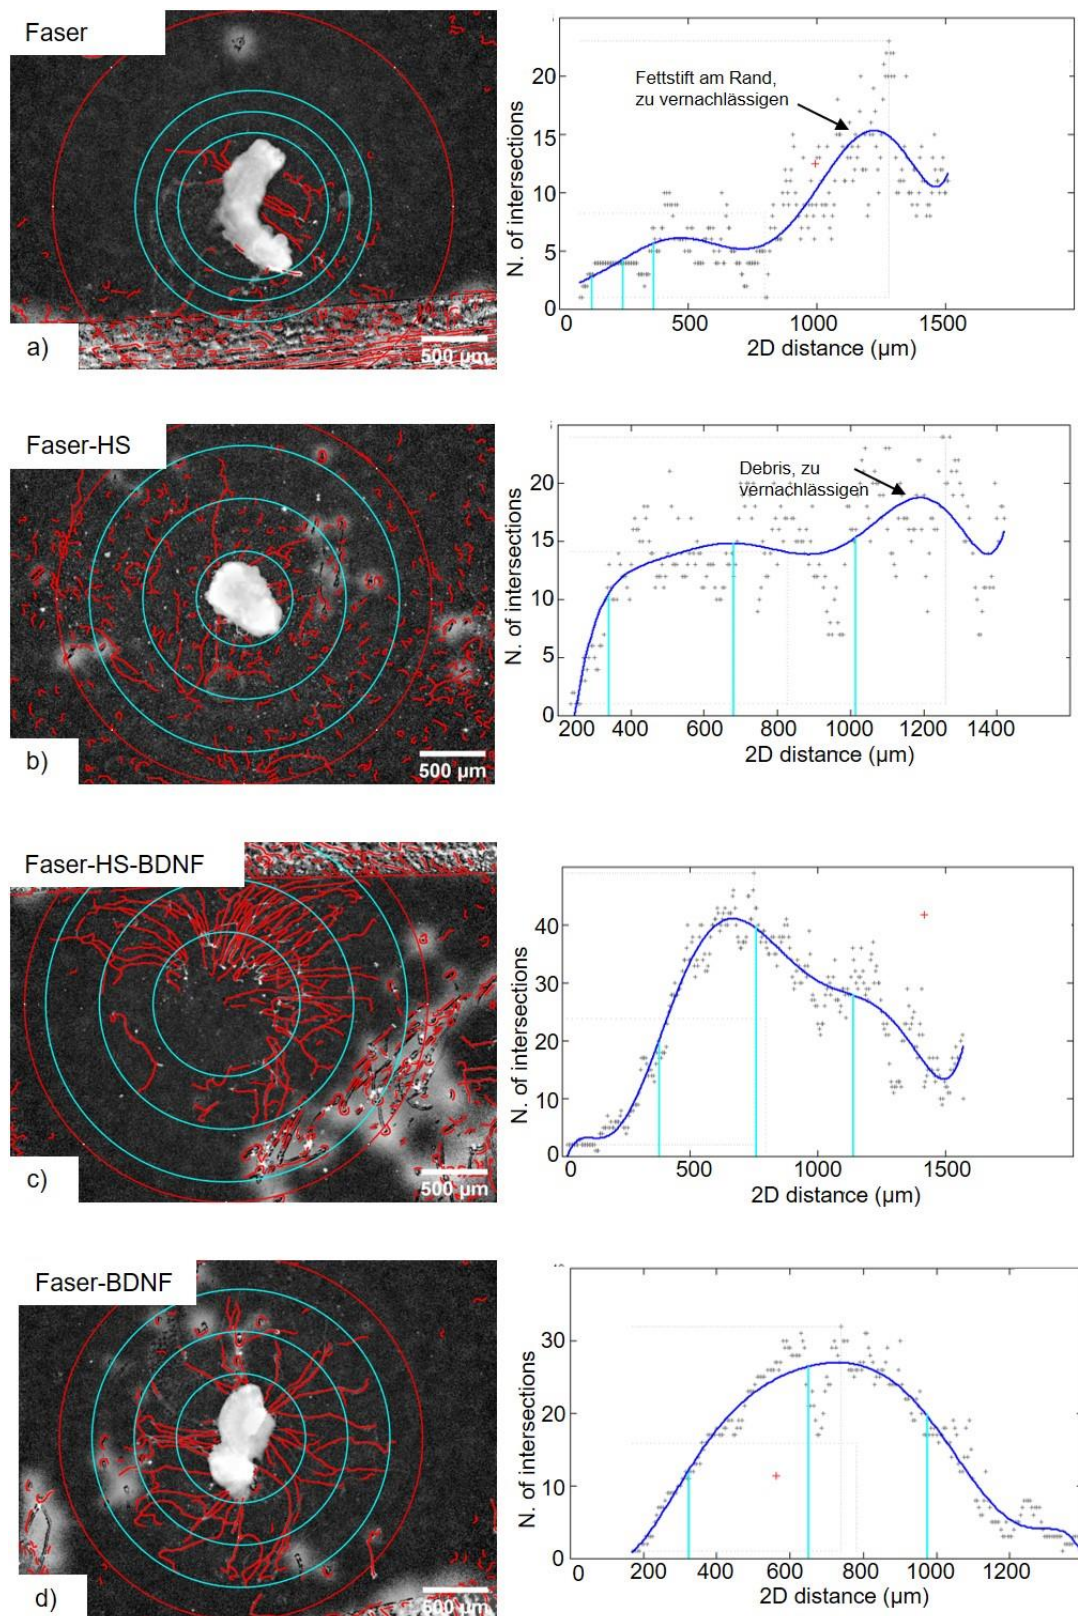 Faser
a)
500 µm
N. of intersections
20
15
10
5
0
Fettstift am Rand,
zu vernachlässigen
0 500 1000 1500
2D distance (µm)
Faser-HS
b)
500 µm
N. of intersections
20
15
10
5
0
Debris, zu
vernachlässigen
200 400 600 800 1000 1200 1400
2D distance (µm)
Faser-HS-BDNF
c)
500 µm
N. of intersections
40
30
20
10
0
0 500 1000 1500
2D distance (µm)
Faser-BDNF
d)
500 µm
N. of intersections
30
20
10
0
0 200 400 600 800 1000 1200
2D distance (µm)